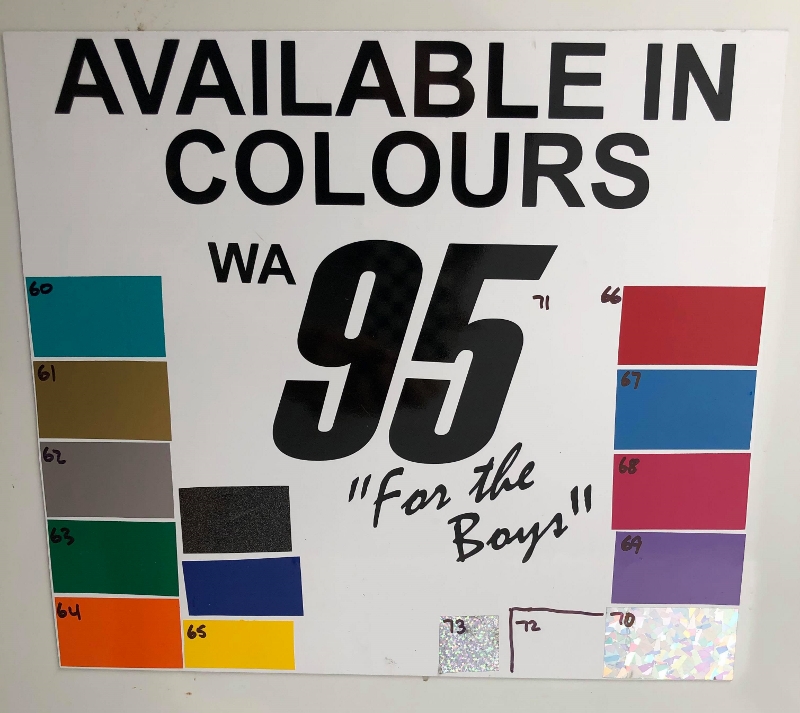 AVAILABLE IN
COLOURS
WA 95
71
"For the
Boys"
60
61
62
63
64
65
66
67
68
69
70
72
73